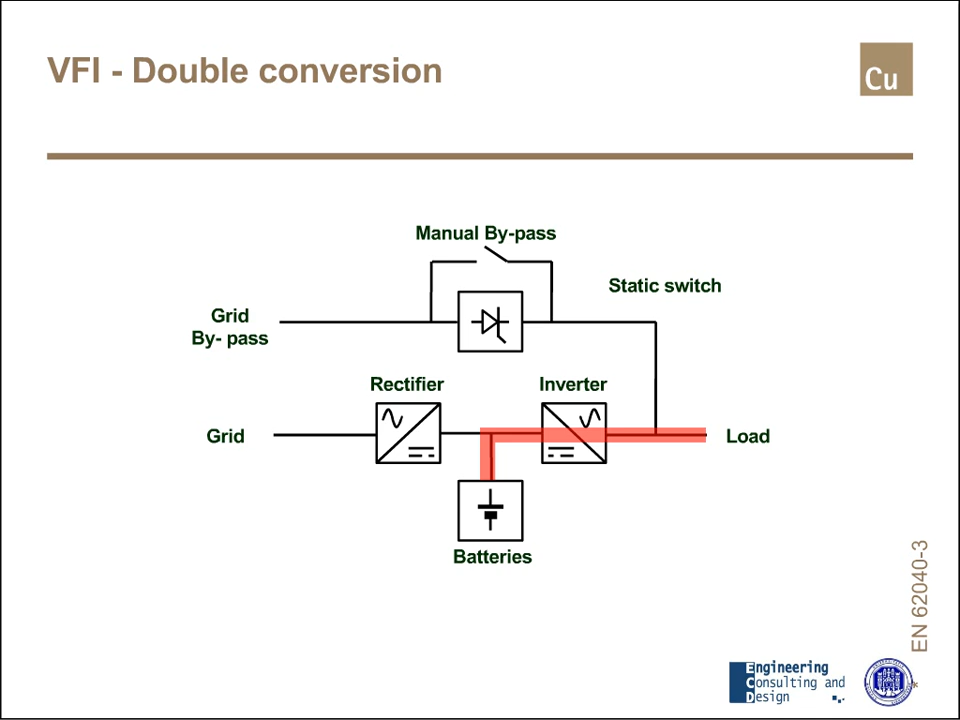 VFI - Double conversion
Cu
Manual By-pass
Static switch
Grid
By- pass
Rectifier
Inverter
Grid
Load
Batteries
EN 62040-3
Engineering
Consulting and
Design